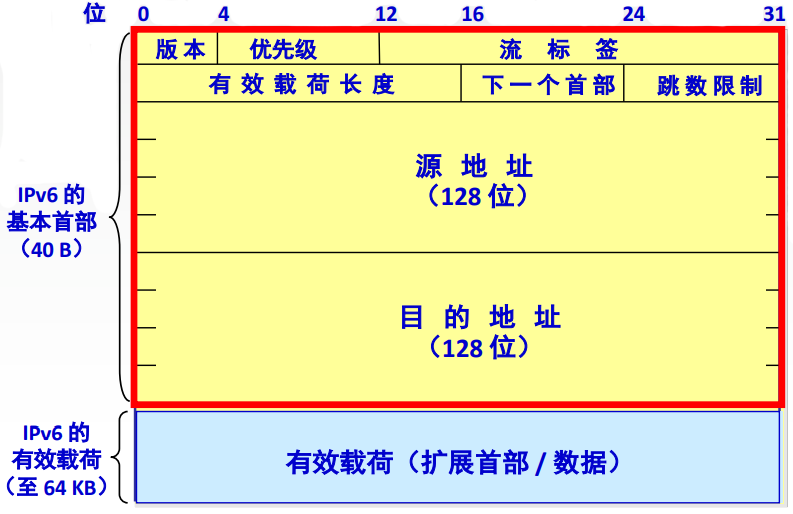 位 0 4 12 16 24 31
版本 优先级 流标签
有效载荷长度 下一个首部 跳数限制
源地址
（128 位）
IPv6 的
基本首部
（40 B）
目的地址
（128 位）
IPv6 的
有效载荷
（至 64 KB）
有效载荷（扩展首部 / 数据）